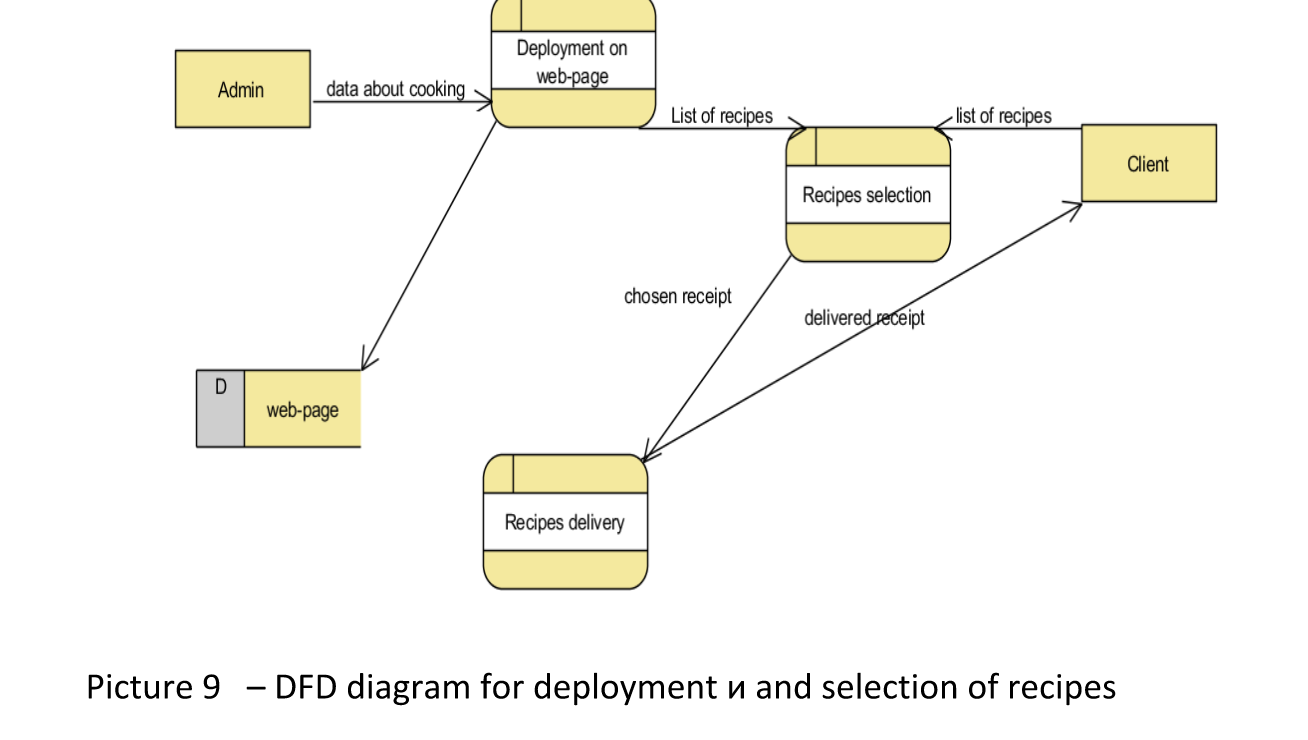 Deployment on
web-page
Admin
data about cooking
List of recipes
list of recipes
Client
Recipes selection
chosen receipt
delivered receipt
D
web-page
Recipes delivery
Picture 9 – DFD diagram for deployment и and selection of recipes